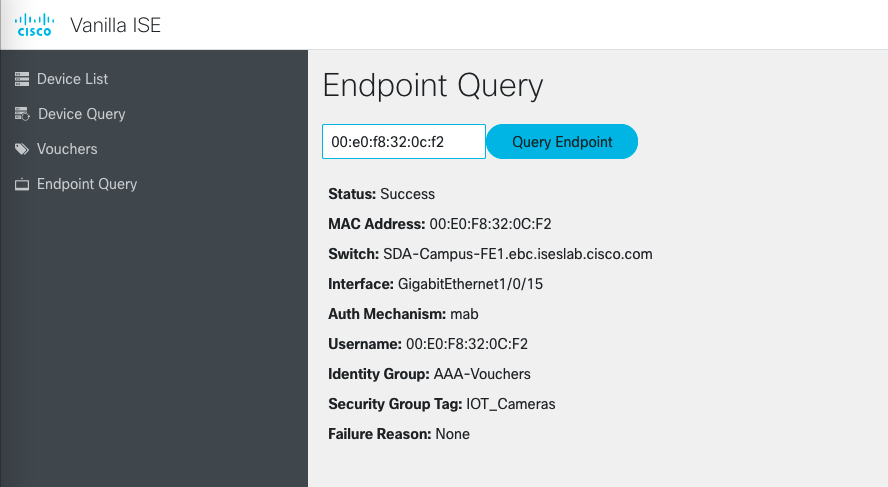 CISCO
Vanilla ISE
Device List
Device Query
Vouchers
Endpoint Query
Endpoint Query
00:e0:f8:32:0c:f2
Query Endpoint
Status: Success
MAC Address: 00:E0:F8:32:0C:F2
Switch: SDA-Campus-FE1.ebc.iseslab.cisco.com
Interface: GigabitEthernet1/0/15
Auth Mechanism: mab
Username: 00:E0:F8:32:0C:F2
Identity Group: AAA-Vouchers
Security Group Tag: IOT_Cameras
Failure Reason: None